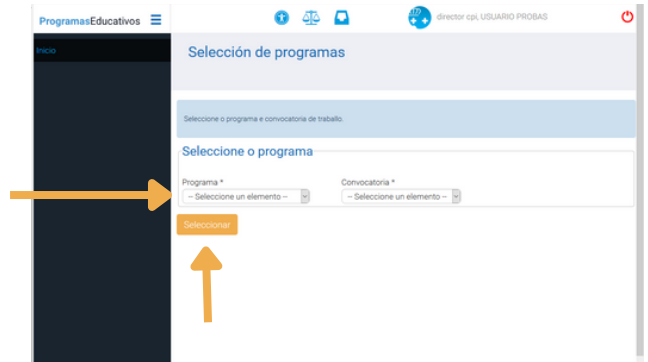 ProgramasEducativos
director cpi, USUARIO PROBAS
Inicio
Selección de programas
Seleccione o programa e convocatoria de traballo.
Seleccione o programa
Programa * Convocatoria *
-- Seleccione un elemento -- -- Seleccione un elemento --
Seleccionar